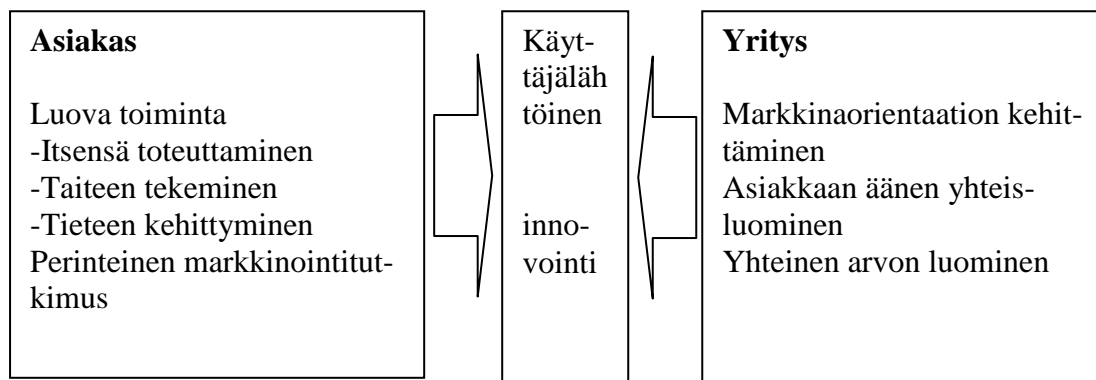 Asiakas
Luova toiminta
-Itsensä toteuttaminen
-Taiteen tekeminen
-Tieteen kehittyminen
Perinteinen markkinointitut-
kimus
Käyt-
täjäläh
töinen
inno-
vointi
Yritys
Markkinaorientaation kehit-
täminen
Asiakkaan äänen yhteis-
luominen
Yhteinen arvon luominen